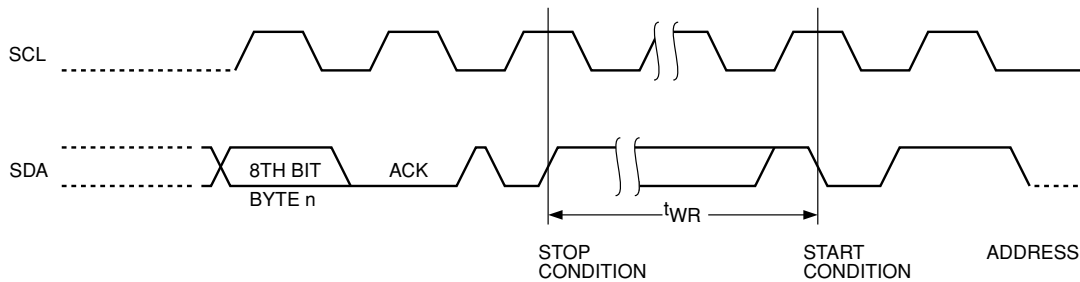 SCL
SDA
8TH BIT
ACK
BYTE n
tWR
STOP
CONDITION
START
CONDITION
ADDRESS